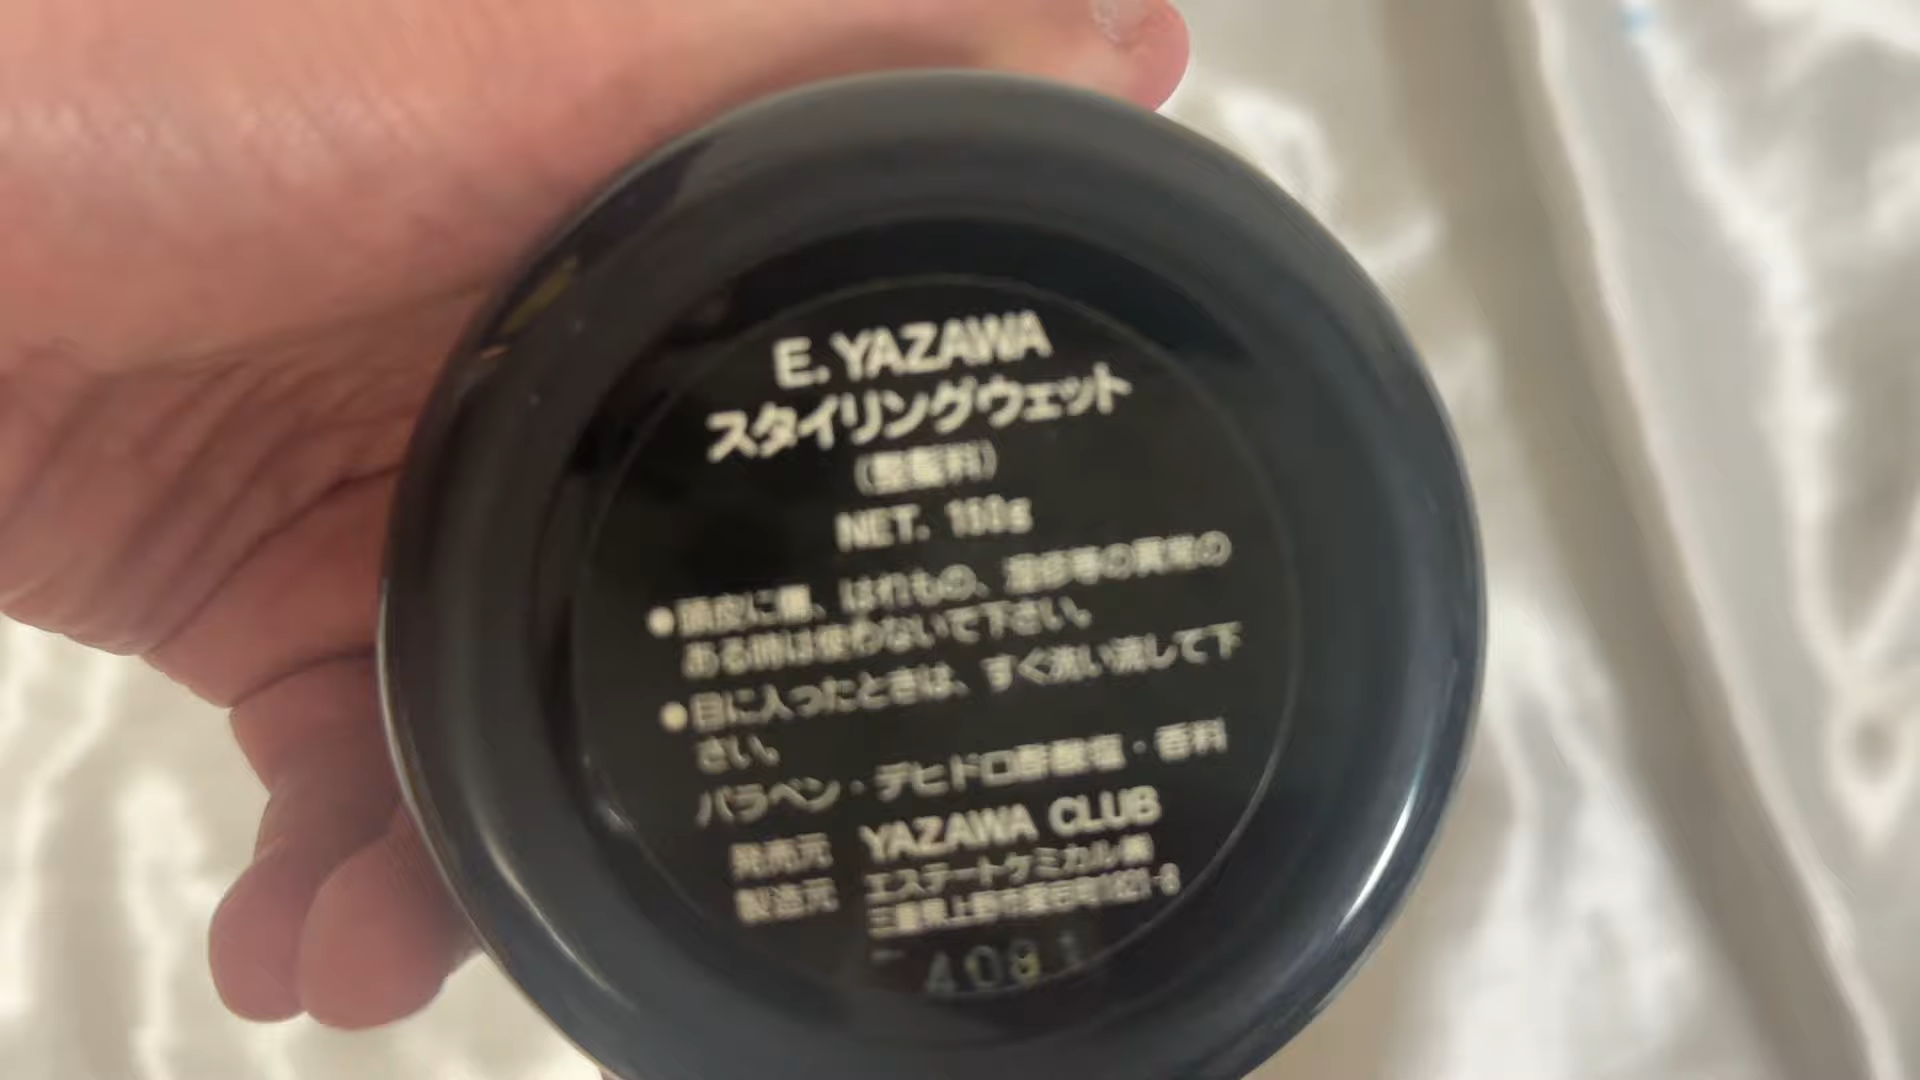 E. YAZAWA
スタイリングウェット
(整髪料)
NET. 150g
●頭皮に傷、はれもの、湿疹等の異常の
ある時は使わないで下さい。
●目に入ったときは、すぐ洗い流して下
さい。
パラベン・デヒドロ酢酸塩・香料
発売元 YAZAWA CLUB
製造元 エステートケミカル㈱
三重県上野市
4081